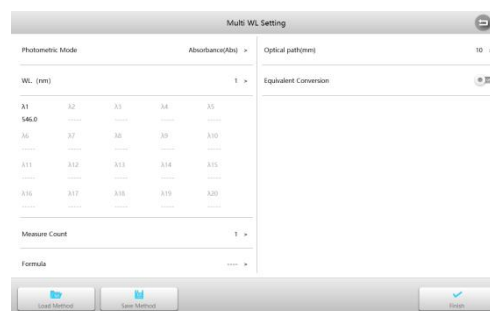 Multi WL Setting
Photometric Mode Absorbance(Abs)
Optical path(mm) 10
WL (nm) 1
Equivalent Conversion
λ1 λ2 λ3 λ4 λ5
546.0 ----- ----- ----- -----
λ6 λ7 λ8 λ9 λ10
----- ----- ----- ----- -----
λ11 λ12 λ13 λ14 λ15
----- ----- ----- ----- -----
λ16 λ17 λ18 λ19 λ20
----- ----- ----- ----- -----
Measure Count 1
Formula ----
Load Method
Save Method
Finish